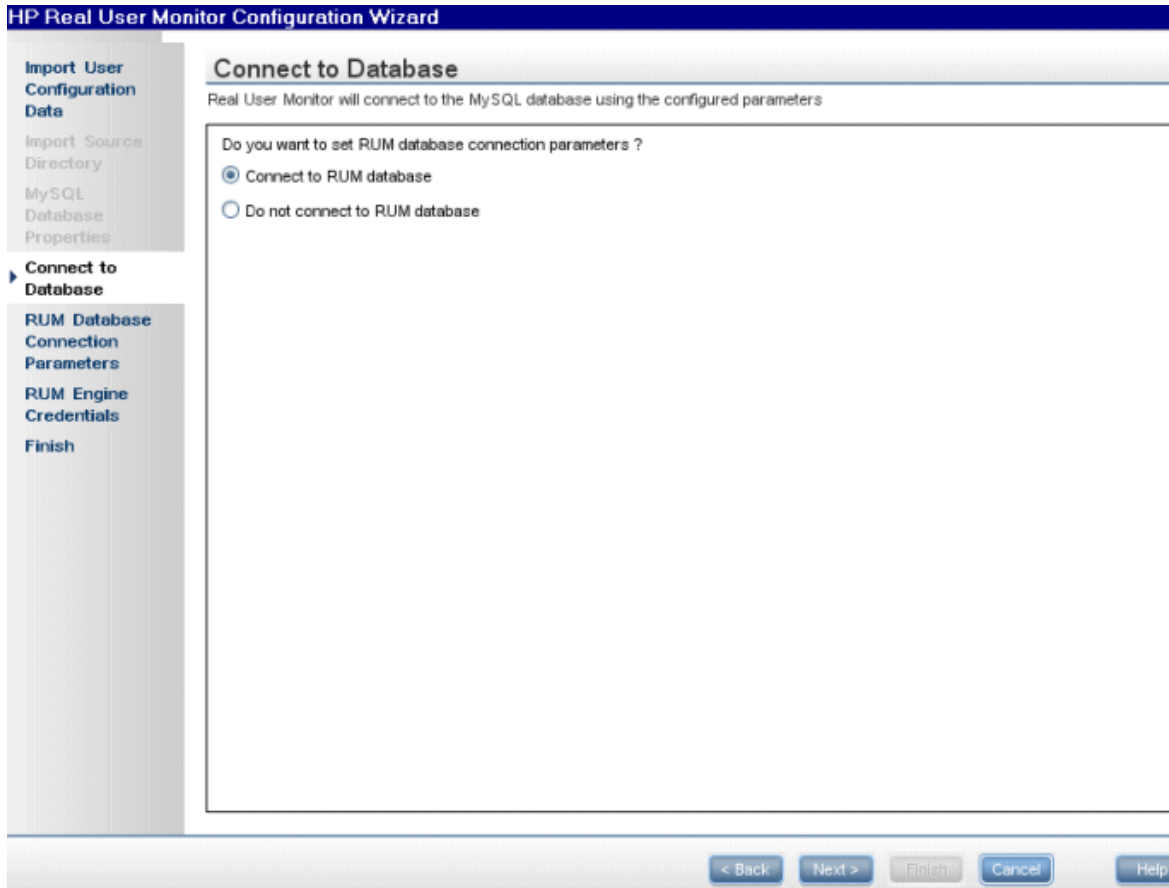 HP Real User Monitor Configuration Wizard
Import User
Configuration
Data
Import Source
Directory
MySQL
Database
Properties
Connect to
Database
RUM Database
Connection
Parameters
RUM Engine
Credentials
Finish
Connect to Database
Real User Monitor will connect to the MySQL database using the configured parameters
Do you want to set RUM database connection parameters ?
Connect to RUM database
Do not connect to RUM database
< Back Next > Finish Cancel Help